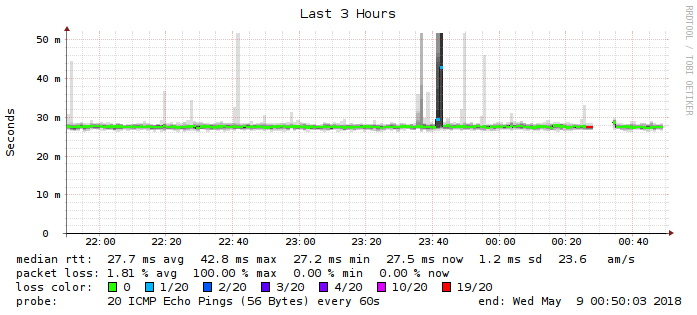 Last 3 Hours
RRDTOOL / TOBI OETIKER
Seconds
50 m
40 m
30 m
20 m
10 m
0
22:00 22:20 22:40 23:00 23:20 23:40 00:00 00:20 00:40
median rtt: 27.7 ms avg 42.8 ms max 27.2 ms min 27.5 ms now 1.2 ms sd 23.6 am/s
packet loss: 1.81 % avg 100.00 % max 0.00 % min 0.00 % now
loss color: 0 1/20 2/20 3/20 4/20 10/20 19/20
probe: 20 ICMP Echo Pings (56 Bytes) every 60s end: Wed May 9 00:50:03 2018